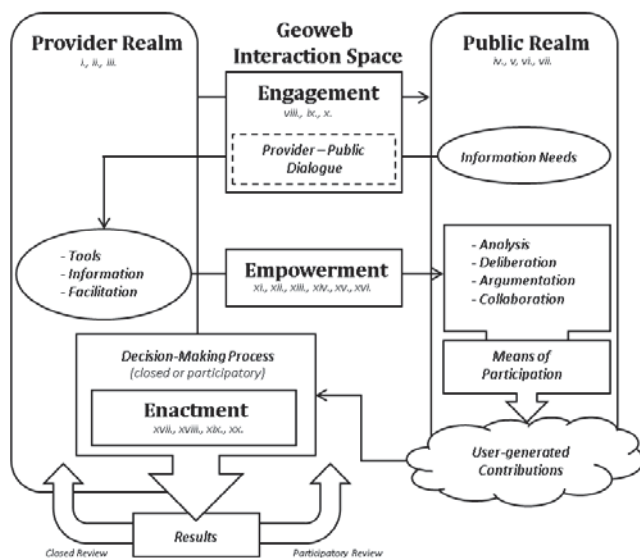 Provider Realm
i., ii., iii.
Geoweb
Interaction Space
Public Realm
iv., v, vi., vii.
Engagement
viii., ix., x.
Provider – Public
Dialogue
Information Needs
- Tools
- Information
- Facilitation
Empowerment
xi., xii., xiii., xiv., xv., xvi.
- Analysis
- Deliberation
- Argumentation
- Collaboration
Decision-Making Process
(closed or participatory)
Enactment
xvii., xviii., xix., xx.
Means of
Participation
User-generated
Contributions
Results
Closed Review
Participatory Review